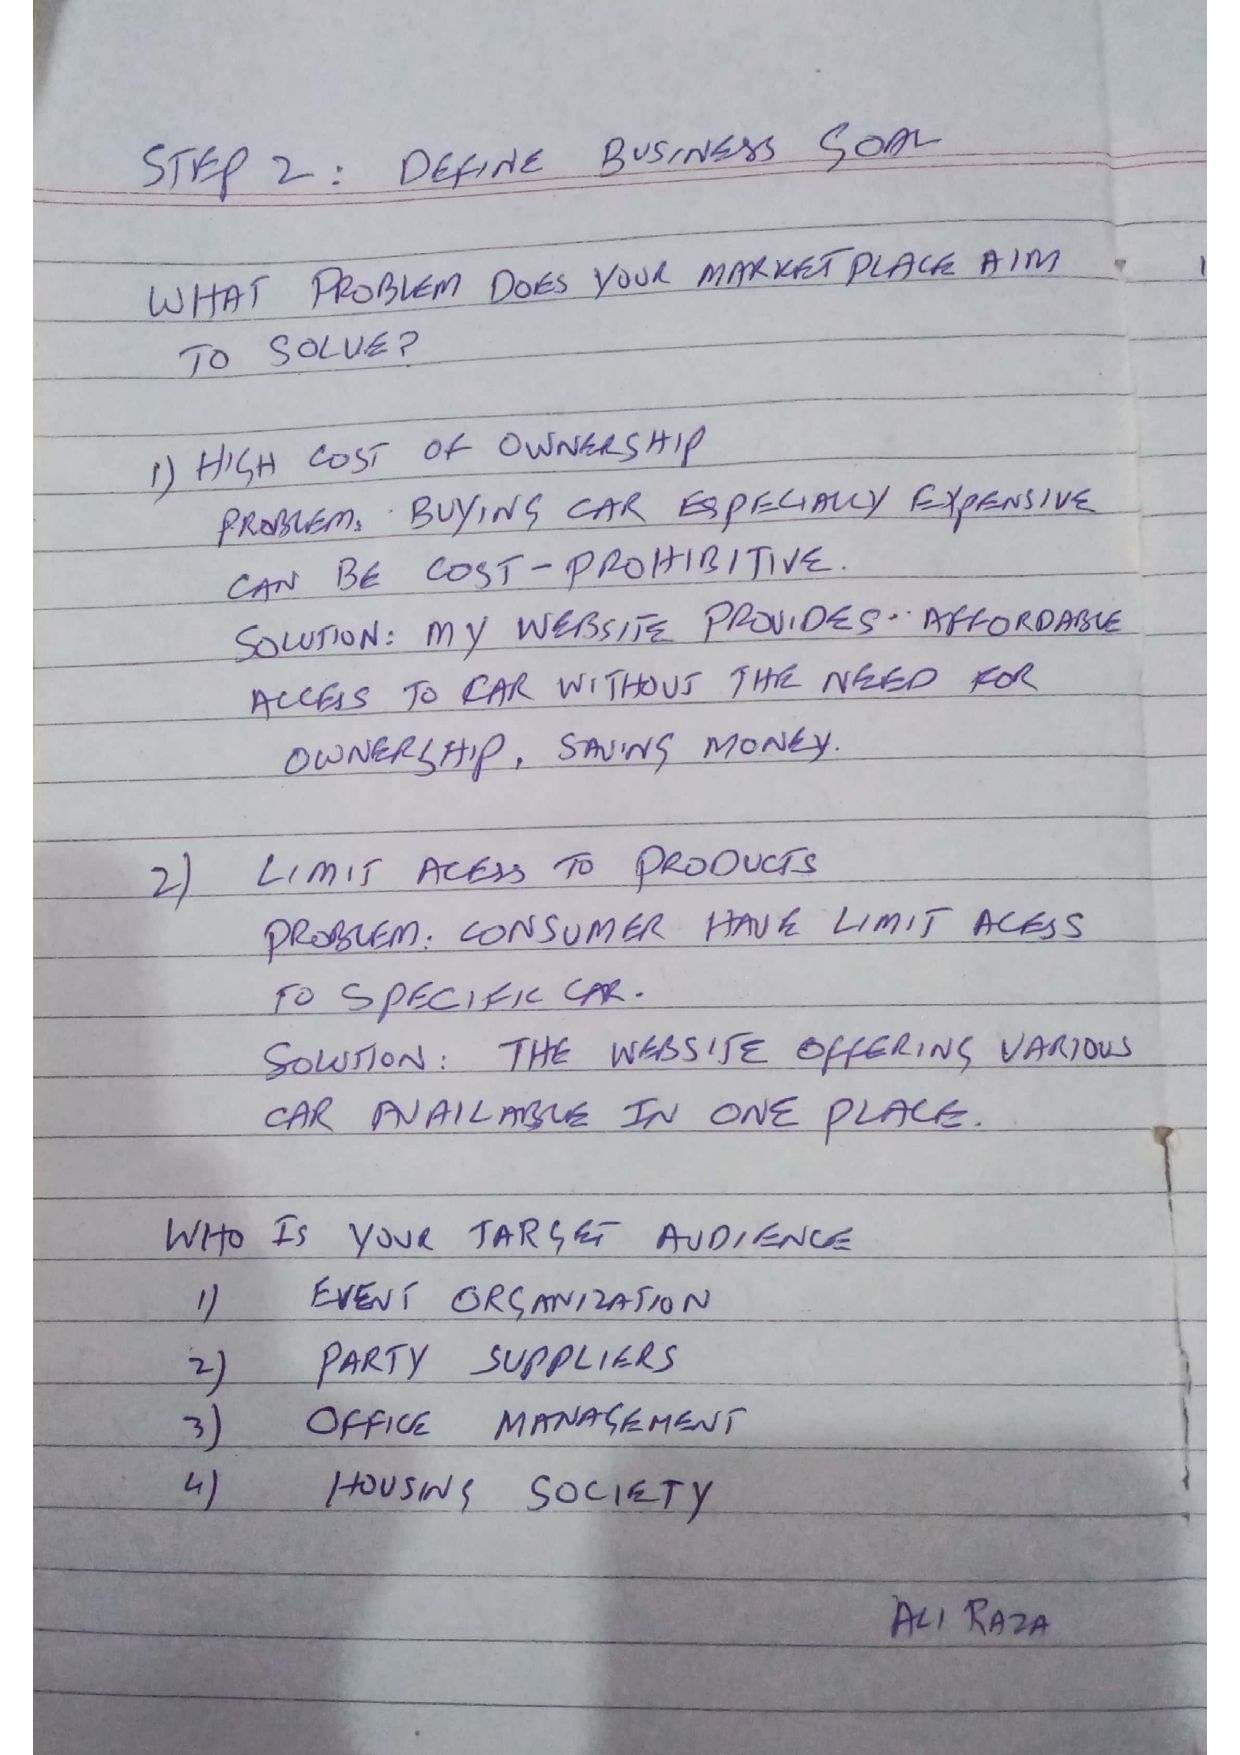 STEP 2: DEFINE BUSINESS GOAL
WHAT PROBLEM DOES YOUR MARKETPLACE AIM
TO SOLVE?
1) HIGH COST OF OWNERSHIP
PROBLEM: BUYING CAR ESPECIALLY EXPENSIVE
CAN BE COST-PROHIBITIVE.
SOLUTION: MY WEBSITE PROVIDES AFFORDABLE
ACCESS TO CAR WITHOUT THE NEED FOR
OWNERSHIP, SAVING MONEY.
2) LIMIT ACESS TO PRODUCTS
PROBLEM: CONSUMER HAVE LIMIT ACESS
TO SPECIFIC CAR.
SOLUTION: THE WEBSITE OFFERING VARIOUS
CAR AVAILABLE IN ONE PLACE.
WHO IS YOUR TARGET AUDIENCE
1) EVENT ORGANIZATION
2) PARTY SUPPLIERS
3) OFFICE MANAGEMENT
4) HOUSING SOCIETY
ALI RAZA